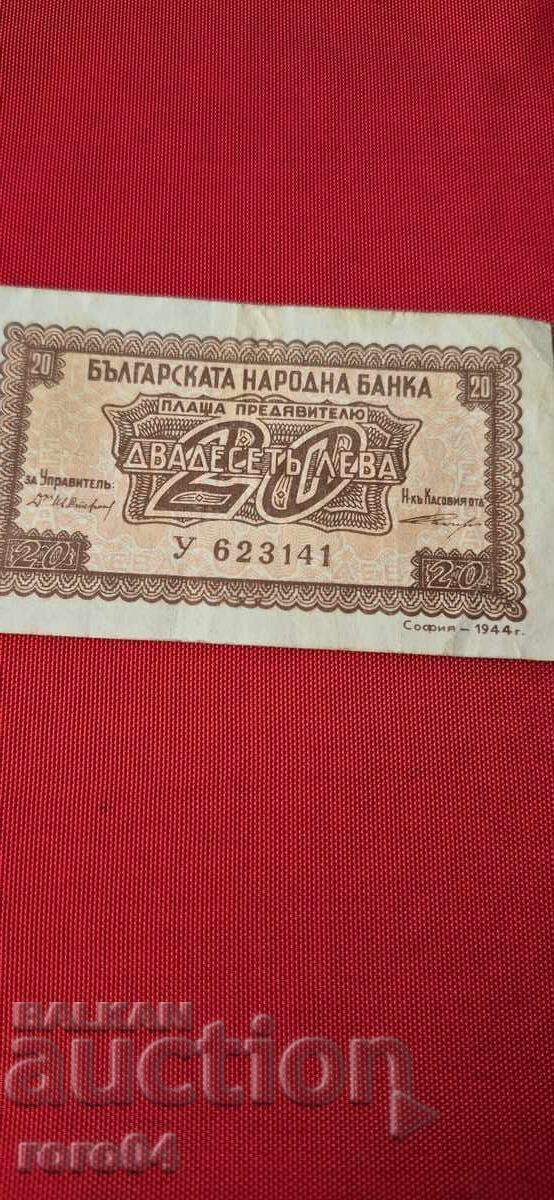 20 БЪЛГАРСКАТА НАРОДНА БАНКА 20
ПЛАЩА ПРЕДЯВИТЕЛЮ
20
ДВАДЕСЕТЬ ЛЕВА
за Управитель:
Н-къ Касовия отд.
У 623141
20 20
София – 1944 г.
BALKAN
auction
roro04